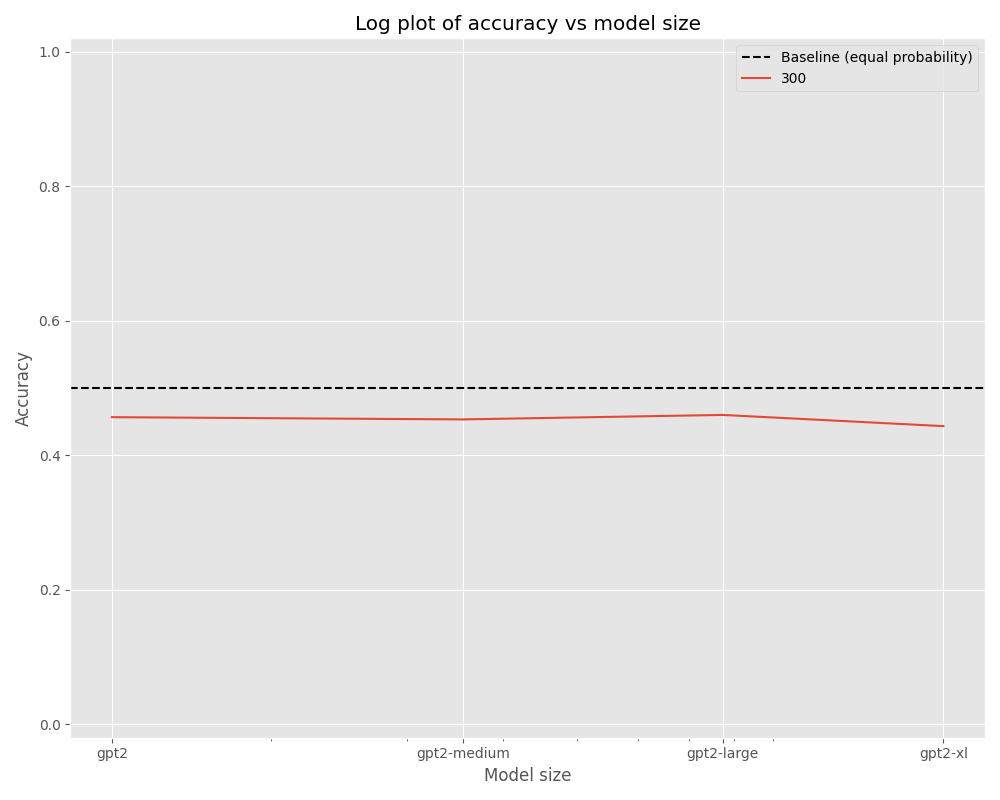 Log plot of accuracy vs model size
Baseline (equal probability)
300
1.0
0.8
0.6
0.4
0.2
0.0
Accuracy
gpt2
gpt2-medium
gpt2-large
gpt2-xl
Model size